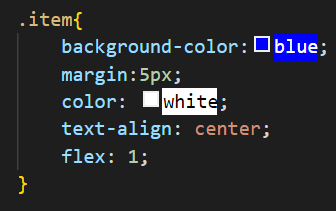 .item{
    background-color: blue;
    margin:5px;
    color: white;
    text-align: center;
    flex: 1;
}